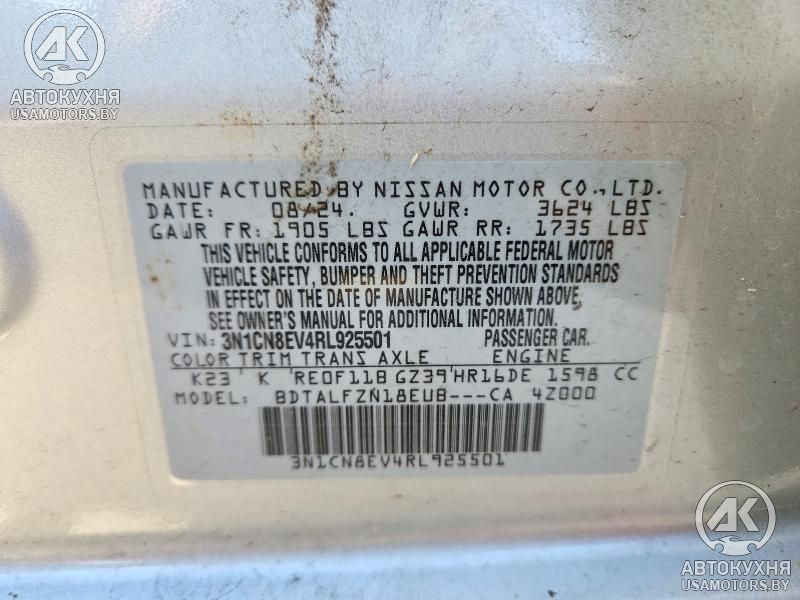 AK
АВТОКУХНЯ
USAMOTORS.BY
MANUFACTURED BY NISSAN MOTOR CO., LTD.
DATE: 08/24. GVWR: 3624 LBS
GAWR FR: 1905 LBS GAWR RR: 1735 LBS
THIS VEHICLE CONFORMS TO ALL APPLICABLE FEDERAL MOTOR
VEHICLE SAFETY, BUMPER AND THEFT PREVENTION STANDARDS
IN EFFECT ON THE DATE OF MANUFACTURE SHOWN ABOVE,
SEE OWNER'S MANUAL FOR ADDITIONAL INFORMATION.
VIN: 3N1CN8EV4RL925501 PASSENGER CAR.
COLOR TRIM TRANS AXLE ENGINE
K23 K RE0F11B GZ39 HR16DE 1598 CC
MODEL: BDTALFZN18EUB---CA 4Z000
3N1CN8EV4RL925501
AK
АВТОКУХНЯ
USAMOTORS.BY